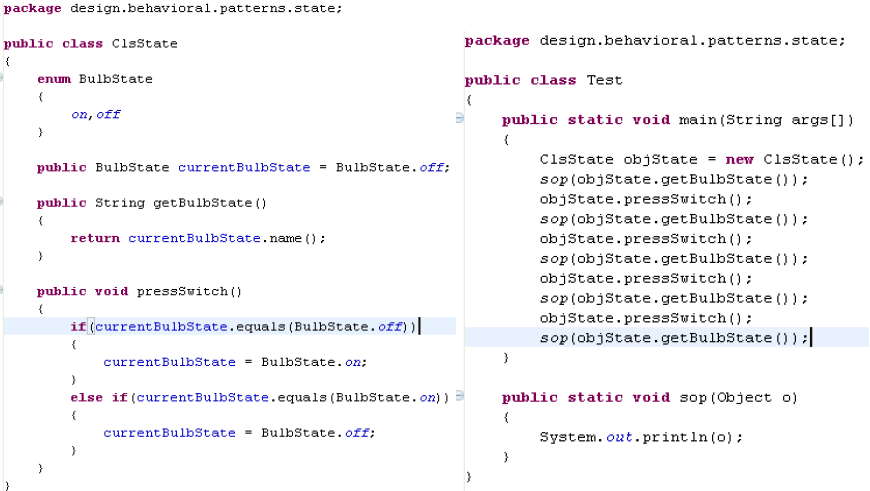 package design.behavioral.patterns.state;
public class ClsState
{
enum BulbState
{
on,off
}
public BulbState currentBulbState = BulbState.off;
public String getBulbState()
{
return currentBulbState.name();
}
public void pressSwitch()
{
if(currentBulbState.equals(BulbState.off))
{
currentBulbState = BulbState.on;
}
else if(currentBulbState.equals(BulbState.on))
{
currentBulbState = BulbState.off;
}
}
}
package design.behavioral.patterns.state;
public class Test
{
public static void main(String args[])
{
ClsState objState = new ClsState();
sop(objState.getBulbState());
objState.pressSwitch();
sop(objState.getBulbState());
objState.pressSwitch();
sop(objState.getBulbState());
objState.pressSwitch();
sop(objState.getBulbState());
objState.pressSwitch();
sop(objState.getBulbState());
}
public static void sop(Object o)
{
System.out.println(o);
}
}